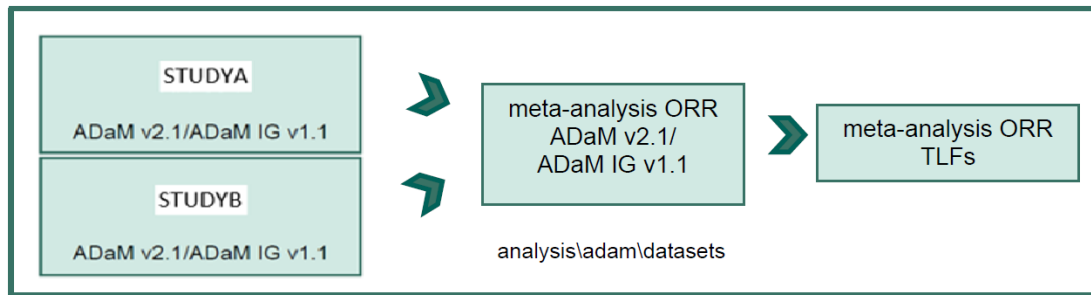 STUDYA
ADaM v2.1/ADaM IG v1.1
STUDYB
ADaM v2.1/ADaM IG v1.1
meta-analysis ORR
ADaM v2.1/
ADaM IG v1.1
analysis\adam\datasets
meta-analysis ORR
TLFs